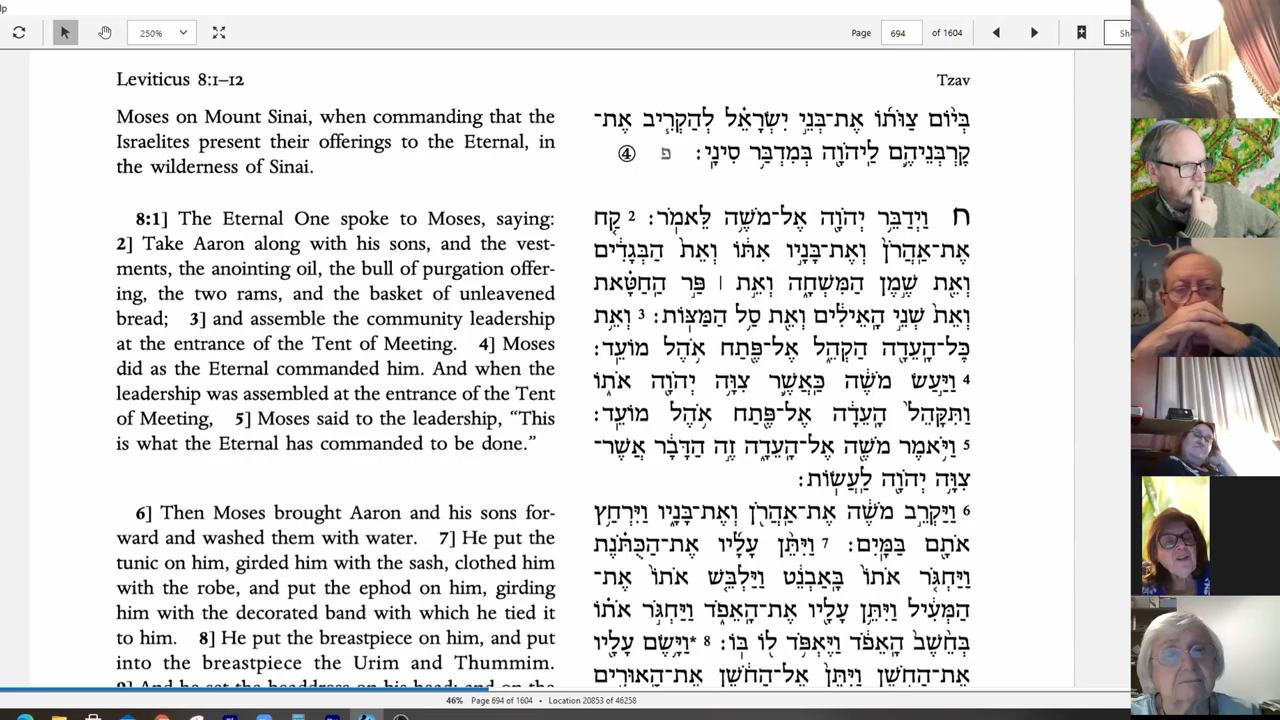 lp
250%
Page 694 of 1604
Leviticus 8:1–12
Tzav
Moses on Mount Sinai, when commanding that the
Israelites present their offerings to the Eternal, in
the wilderness of Sinai.
8:1] The Eternal One spoke to Moses, saying:
2] Take Aaron along with his sons, and the vest-
ments, the anointing oil, the bull of purgation offer-
ing, the two rams, and the basket of unleavened
bread; 3] and assemble the community leadership
at the entrance of the Tent of Meeting. 4] Moses
did as the Eternal commanded him. And when the
leadership was assembled at the entrance of the Tent
of Meeting, 5] Moses said to the leadership, “This
is what the Eternal has commanded to be done.”
6] Then Moses brought Aaron and his sons for-
ward and washed them with water. 7] He put the
tunic on him, girded him with the sash, clothed him
with the robe, and put the ephod on him, girding
him with the decorated band with which he tied it
to him. 8] He put the breastpiece on him, and put
into the breastpiece the Urim and Thummim.
בְּי֨וֹם צַוֺּת֜וֹ אֶת־בְּנֵ֣י יִשְׂרָאֵ֗ל לְהַקְרִ֧יב אֶת־
קׇרְבְּנֵיהֶ֛ם לַיהֹוָ֖ה בְּמִדְבַּ֥ר סִינָֽי׃ פ ④
ח וַיְדַבֵּ֥ר יְהֹוָ֖ה אֶל־מֹשֶׁ֥ה לֵּאמֹֽר׃ 2 קַ֤ח
אֶֽת־אַהֲרֹן֙ וְאֶת־בָּנָ֣יו אִתּ֔וֹ וְאֵת֙ הַבְּגָדִ֔ים
וְאֵ֖ת שֶׁ֣מֶן הַמִּשְׁחָ֑ה וְאֵ֣ת ׀ פַּ֣ר הַֽחַטָּ֗את
וְאֵת֙ שְׁנֵ֣י הָֽאֵילִ֔ים וְאֵ֖ת סַ֥ל הַמַּצּֽוֹת׃ 3 וְאֵ֥ת
כׇּל־הָעֵדָ֖ה הַקְהֵ֑ל אֶל־פֶּ֖תַח אֹ֥הֶל מוֹעֵֽד׃
4 וַיַּ֣עַשׂ מֹשֶׁ֔ה כַּֽאֲשֶׁ֛ר צִוָּ֥ה יְהֹוָ֖ה אֹת֑וֹ
וַתִּקָּהֵל֙ הָֽעֵדָ֔ה אֶל־פֶּ֖תַח אֹ֥הֶל מוֹעֵֽד׃
5 וַיֹּ֥אמֶר מֹשֶׁ֖ה אֶל־הָעֵדָ֑ה זֶ֣ה הַדָּבָ֔ר אֲשֶׁר־
צִוָּ֥ה יְהֹוָ֖ה לַעֲשֽׂוֹת׃
6 וַיַּקְרֵ֣ב מֹשֶׁ֔ה אֶֽת־אַהֲרֹ֖ן וְאֶת־בָּנָ֑יו וַיִּרְחַ֥ץ
אֹתָ֖ם בַּמָּֽיִם׃ 7 וַיִּתֵּ֨ן עָלָ֜יו אֶת־הַכֻּתֹּ֗נֶת
וַיַּחְגֹּ֤ר אֹתוֹ֙ בָּֽאַבְנֵ֔ט וַיַּלְבֵּ֤שׁ אֹתוֹ֙ אֶֽת־
הַמְּעִ֔יל וַיִּתֵּ֥ן עָלָ֖יו אֶת־הָאֵפֹ֑ד וַיַּחְגֹּ֣ר אֹת֗וֹ
בְּחֵ֙שֶׁב֙ הָֽאֵפֹ֔ד וַיֶּאְפֹּ֥ד ל֖וֹ בּֽוֹ׃ 8 *וַיָּ֥שֶׂם עָלָ֖יו
אֶת־הַחֹ֑שֶׁן וַיִּתֵּן֙ אֶל־הַחֹ֔שֶׁן אֶת־הָאוּרִ֖ים
46% Page 694 of 1604 Location 20853 of 46258